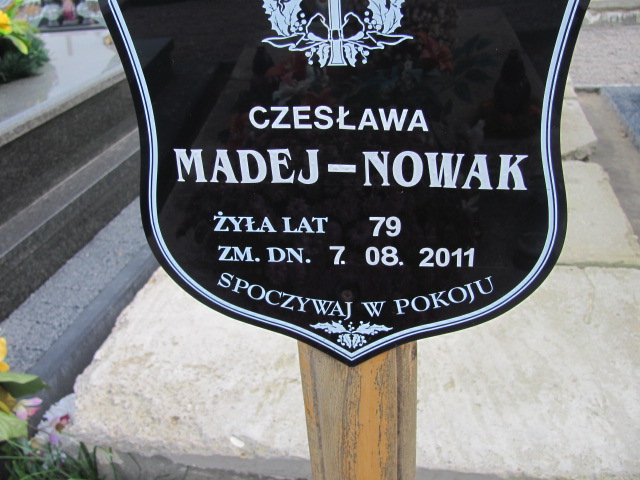 CZESŁAWA
MADEJ–NOWAK
ŻYŁA LAT 79
ZM. DN. 7. 08. 2011
SPOCZYWAJ W POKOJU